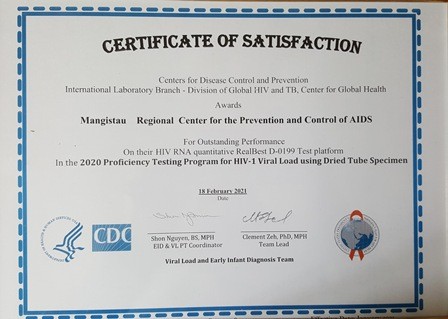 CERTIFICATE OF SATISFACTION
Centers for Disease Control and Prevention
International Laboratory Branch - Division of Global HIV and TB, Center for Global Health
Awards
Mangistau Regional Center for the Prevention and Control of AIDS
For Outstanding Performance
On their HIV RNA quantitative RealBest D-0199 Test platform
In the 2020 Proficiency Testing Program for HIV-1 Viral Load using Dried Tube Specimen
18 February 2021
Date
CDC
Shon Nguyen, BS, MPH
EID & VL PT Coordinator
Clement Zeh, PhD, MPH
Team Lead
Viral Load and Early Infant Diagnosis Team